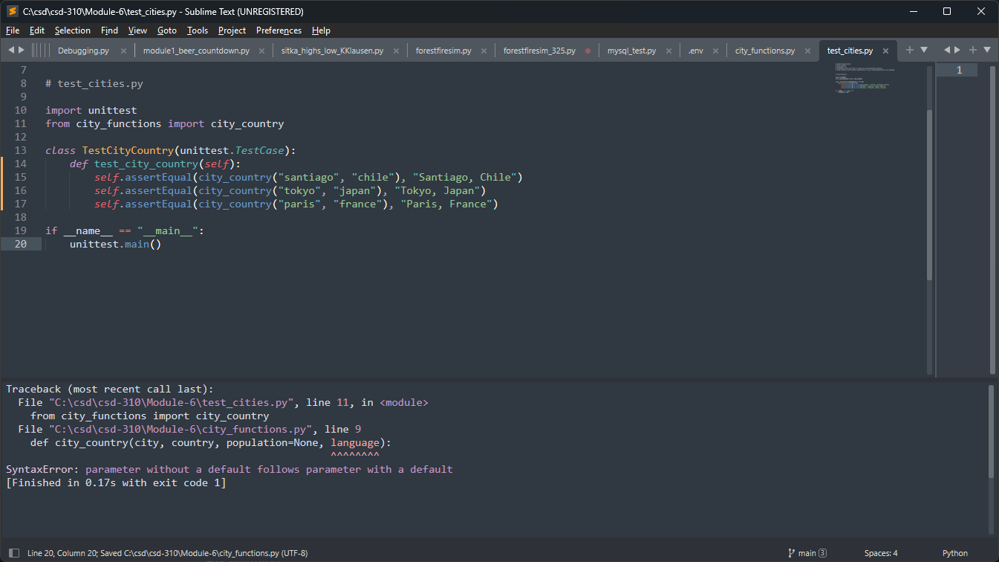 C:\csd\csd-310\Module-6\test_cities.py - Sublime Text (UNREGISTERED)
File Edit Selection Find View Goto Tools Project Preferences Help
Debugging.py module1_beer_countdown.py sitka_highs_low_KKlausen.py forestfiresim.py forestfiresim_325.py mysql_test.py .env city_functions.py test_cities.py
1
7
8 # test_cities.py
9
10 import unittest
11 from city_functions import city_country
12
13 class TestCityCountry(unittest.TestCase):
14 def test_city_country(self):
15 self.assertEqual(city_country("santiago", "chile"), "Santiago, Chile")
16 self.assertEqual(city_country("tokyo", "japan"), "Tokyo, Japan")
17 self.assertEqual(city_country("paris", "france"), "Paris, France")
18
19 if __name__ == "__main__":
20 unittest.main()
Traceback (most recent call last):
File "C:\csd\csd-310\Module-6\test_cities.py", line 11, in <module>
from city_functions import city_country
File "C:\csd\csd-310\Module-6\city_functions.py", line 9
def city_country(city, country, population=None, language):
^^^^^^^^
SyntaxError: parameter without a default follows parameter with a default
[Finished in 0.17s with exit code 1]
Line 20, Column 20; Saved C:\csd\csd-310\Module-6\city_functions.py (UTF-8) main 3 Spaces: 4 Python